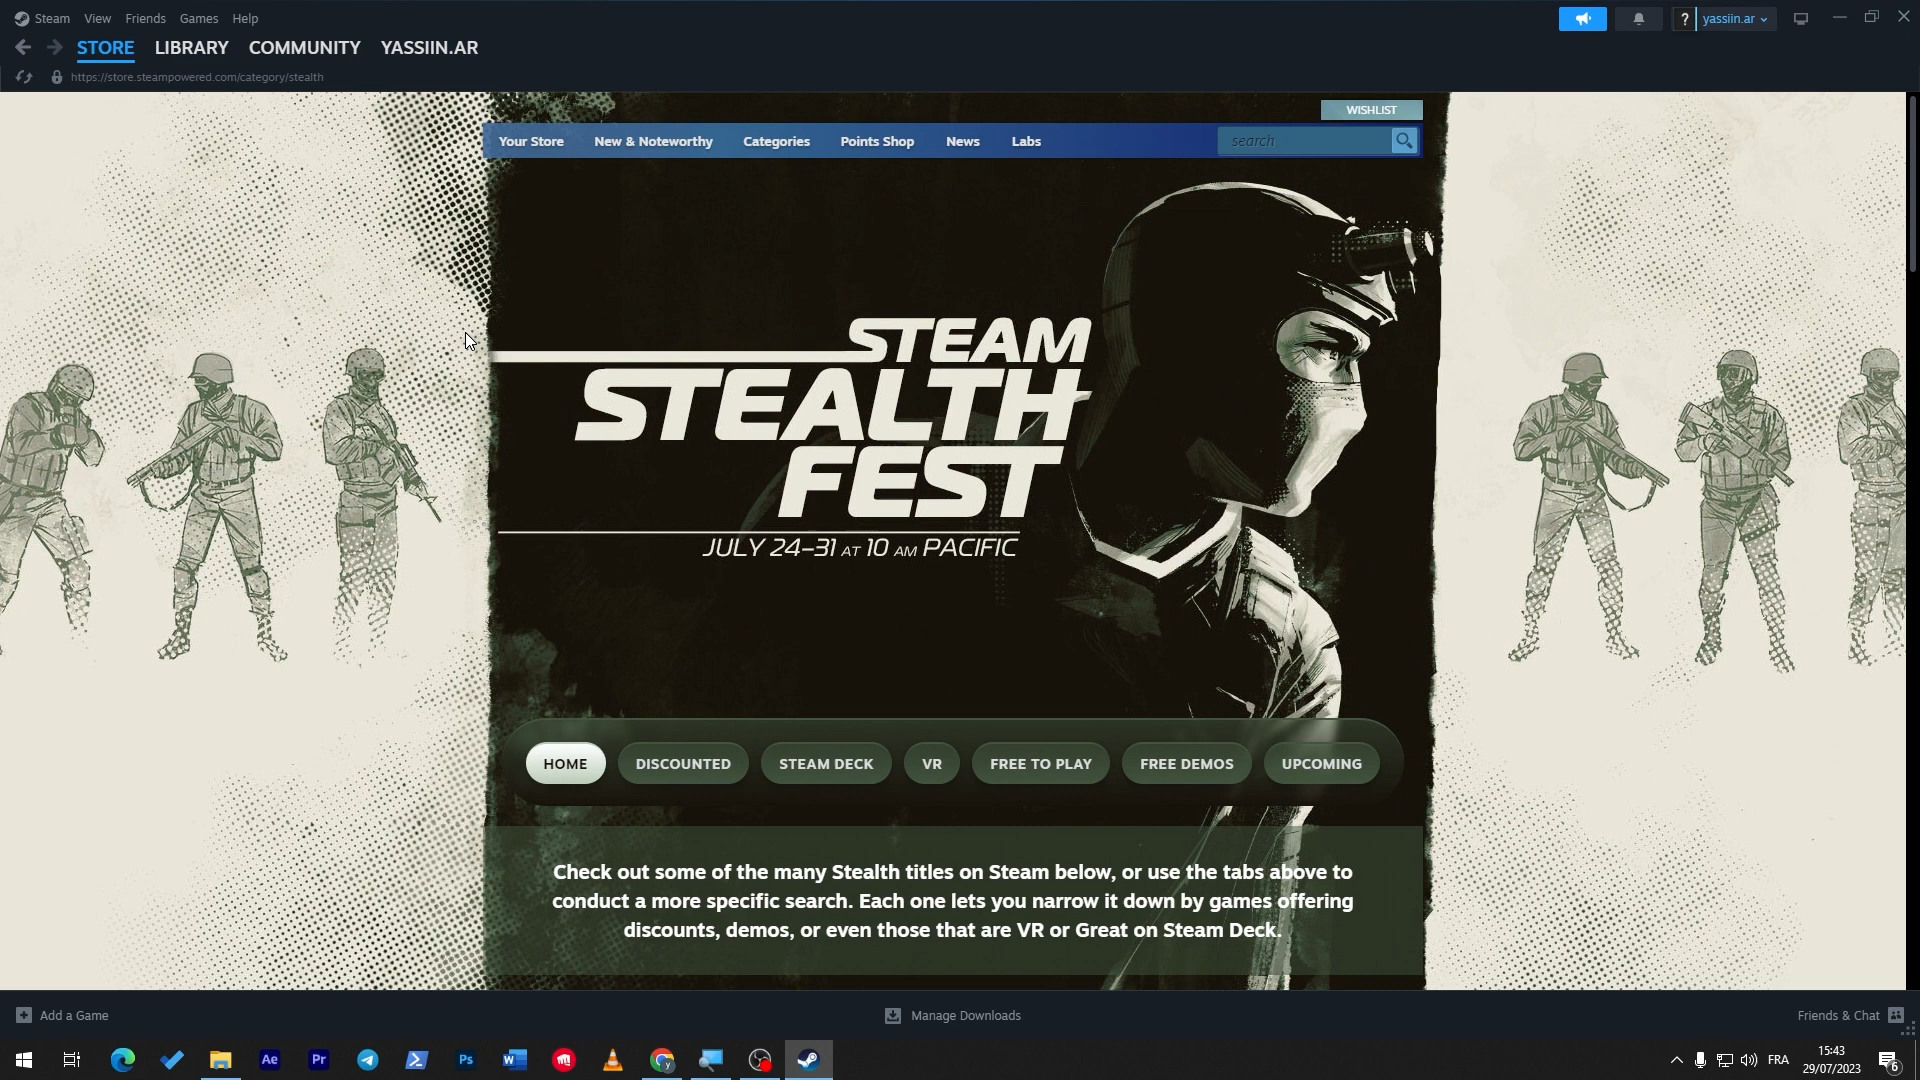 Steam View Friends Games Help
? yassiin.ar
STORE LIBRARY COMMUNITY YASSIIN.AR
https://store.steampowered.com/category/stealth
WISHLIST
Your Store New & Noteworthy Categories Points Shop News Labs search
STEAM
STEALTH
FEST
JULY 24-31 AT 10 AM PACIFIC
HOME DISCOUNTED STEAM DECK VR FREE TO PLAY FREE DEMOS UPCOMING
Check out some of the many Stealth titles on Steam below, or use the tabs above to
conduct a more specific search. Each one lets you narrow it down by games offering
discounts, demos, or even those that are VR or Great on Steam Deck.
Add a Game Manage Downloads Friends & Chat
Ae Pr Ps W y FRA 15:43
29/07/2023 6